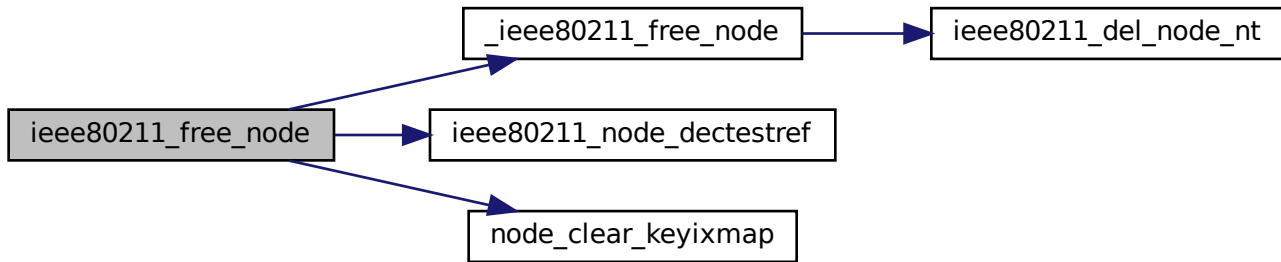 _ieee80211_free_node
ieee80211_del_node_nt
ieee80211_free_node
ieee80211_node_dectestref
node_clear_keyixmap